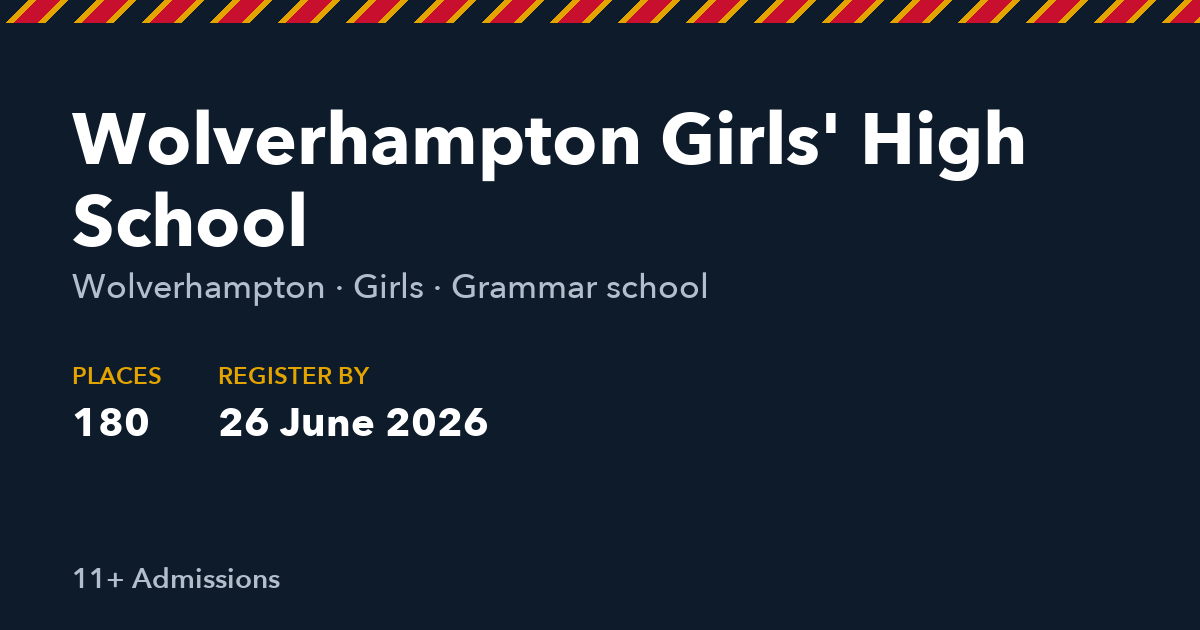 Wolverhampton Girls' High
School
Wolverhampton · Girls · Grammar school
PLACES REGISTER BY
180 26 June 2026
11+ Admissions